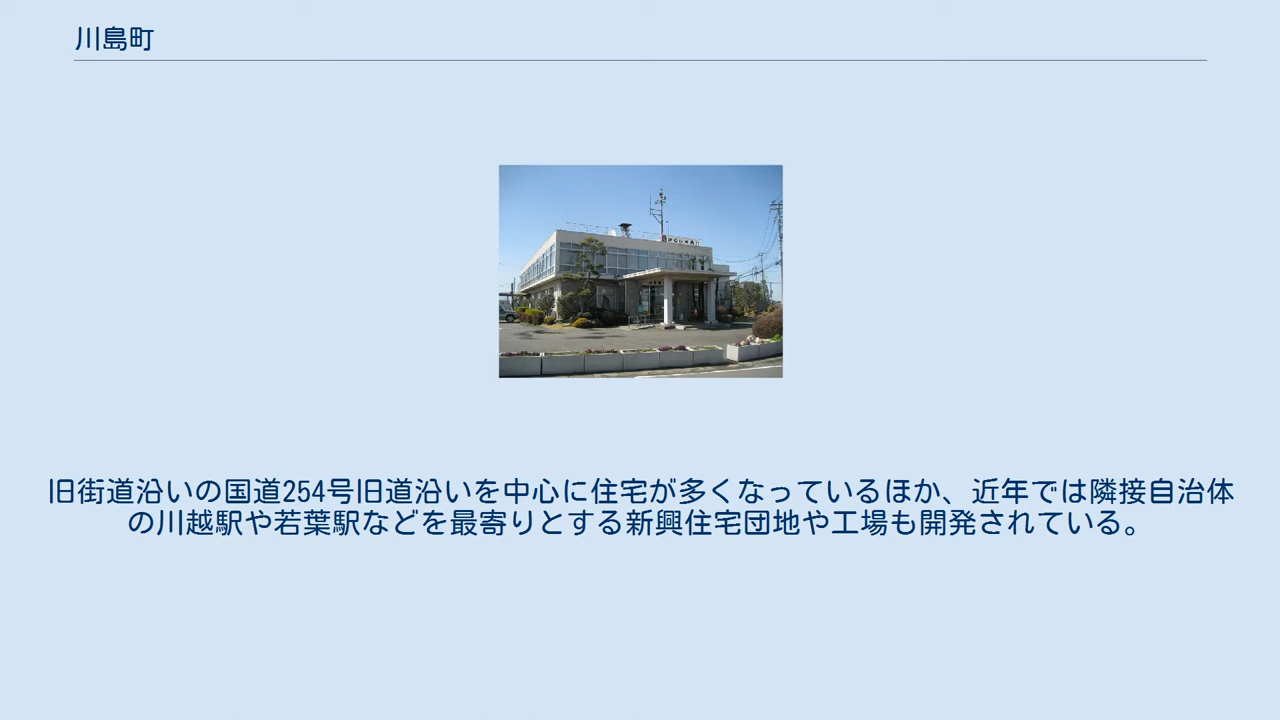 川島町
旧街道沿いの国道254号旧道沿いを中心に住宅が多くなっているほか、近年では隣接自治体
の川越駅や若葉駅などを最寄りとする新興住宅団地や工場も開発されている。